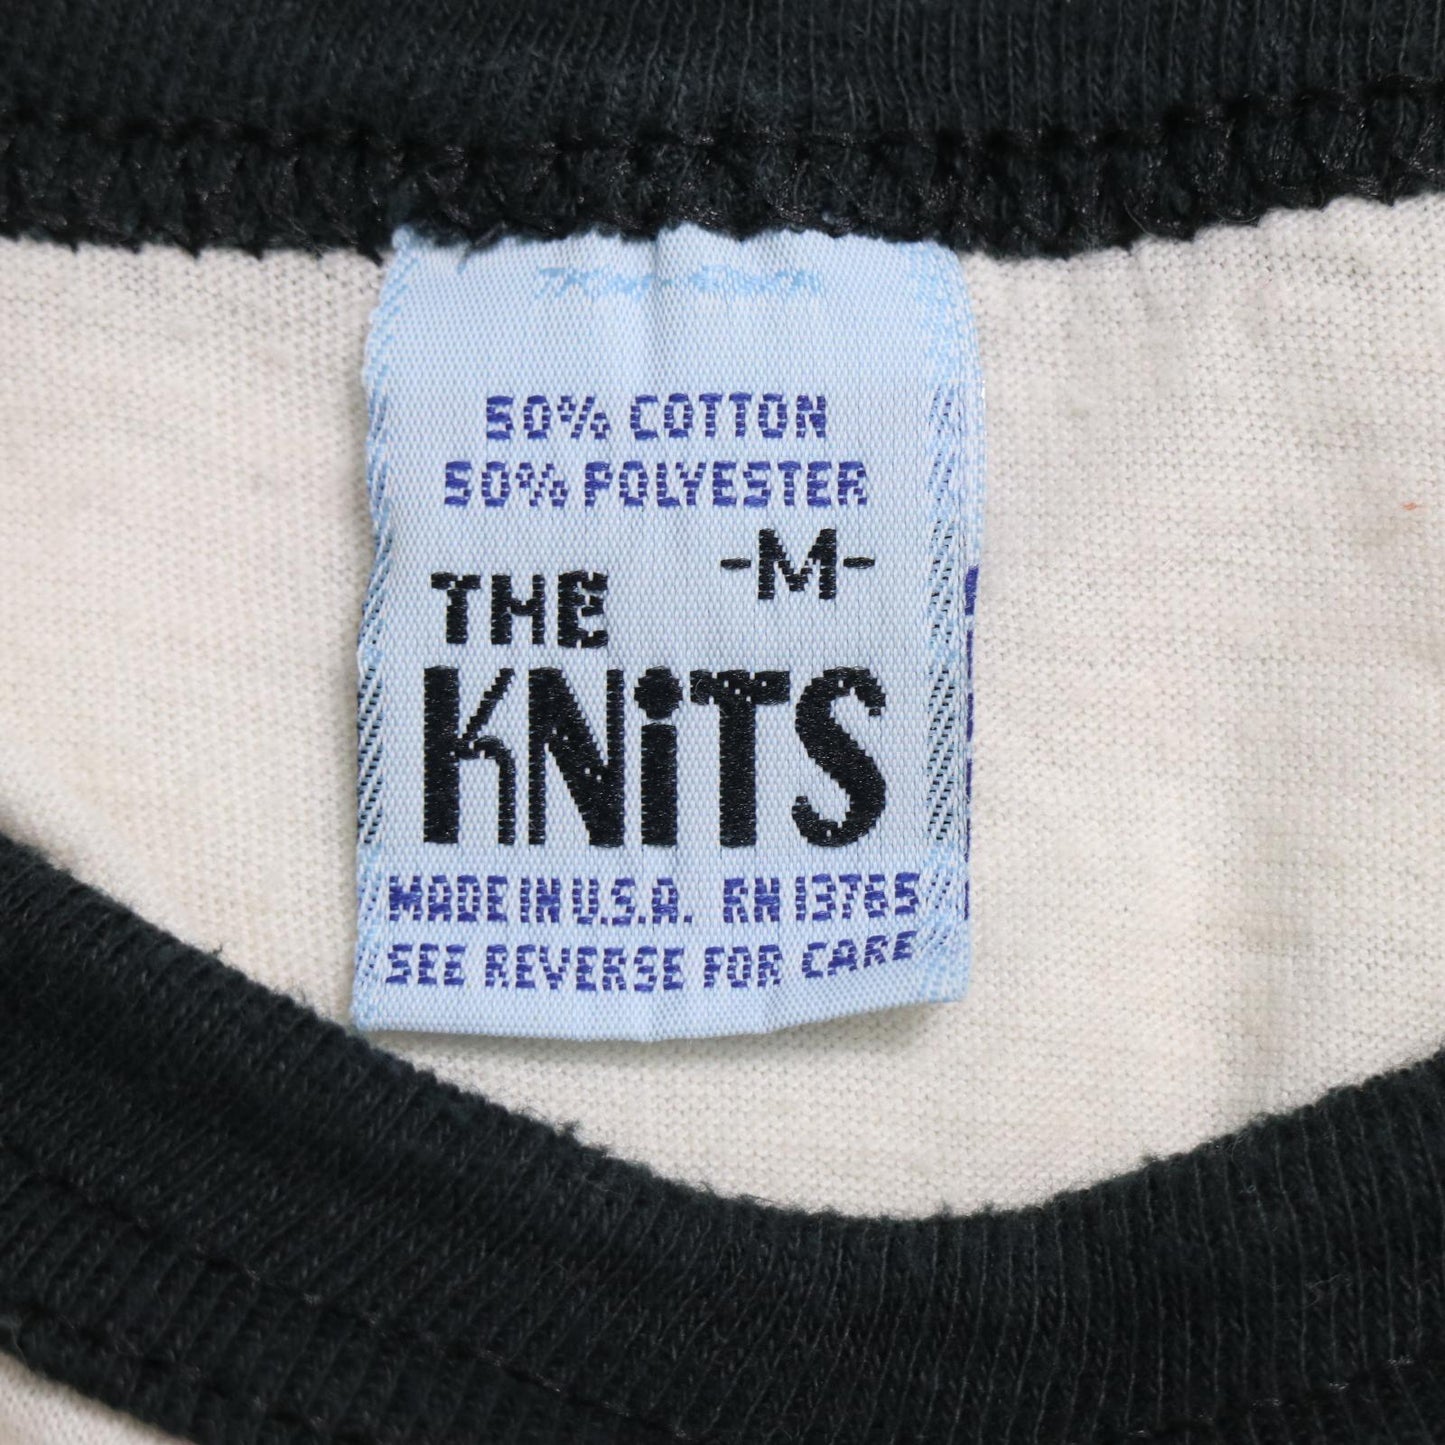 50% COTTON
50% POLYESTER
-M-
THE
KNiTS
MADE IN U.S.A. RN 13765
SEE REVERSE FOR CARE